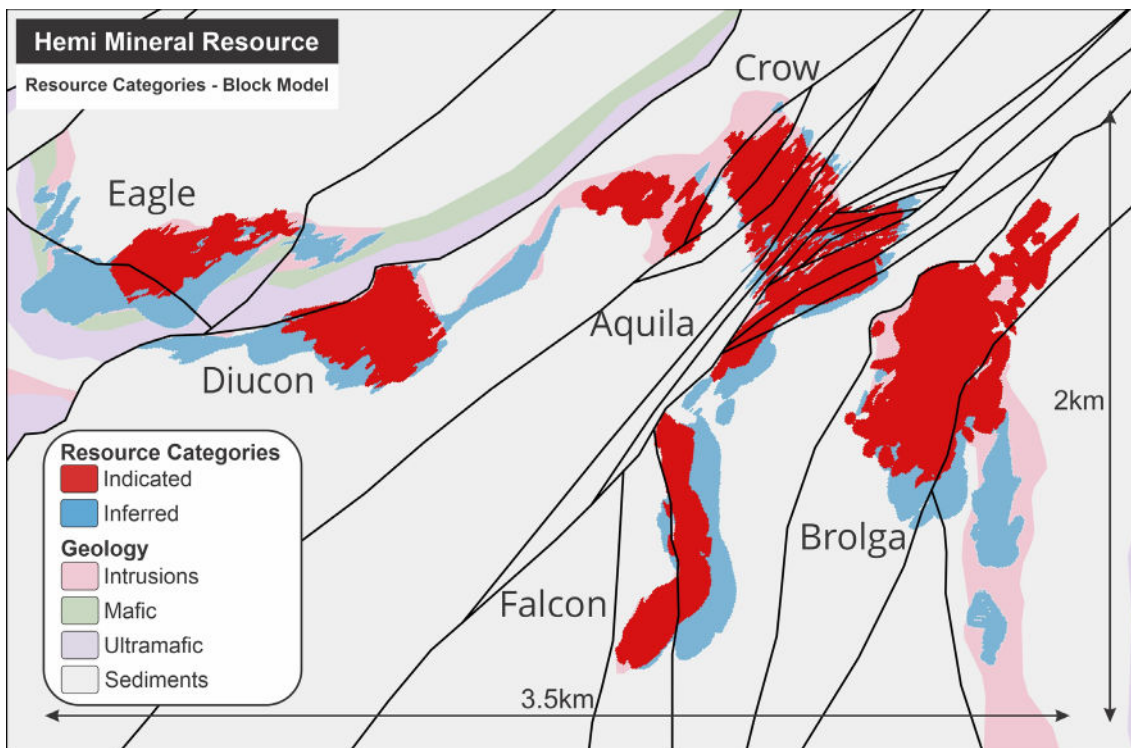 Hemi Mineral Resource
Resource Categories - Block Model
Crow
Eagle
Aquila
Diucon
2km
Resource Categories
Indicated
Inferred
Geology
Intrusions
Mafic
Ultramafic
Sediments
Brolga
Falcon
3.5km